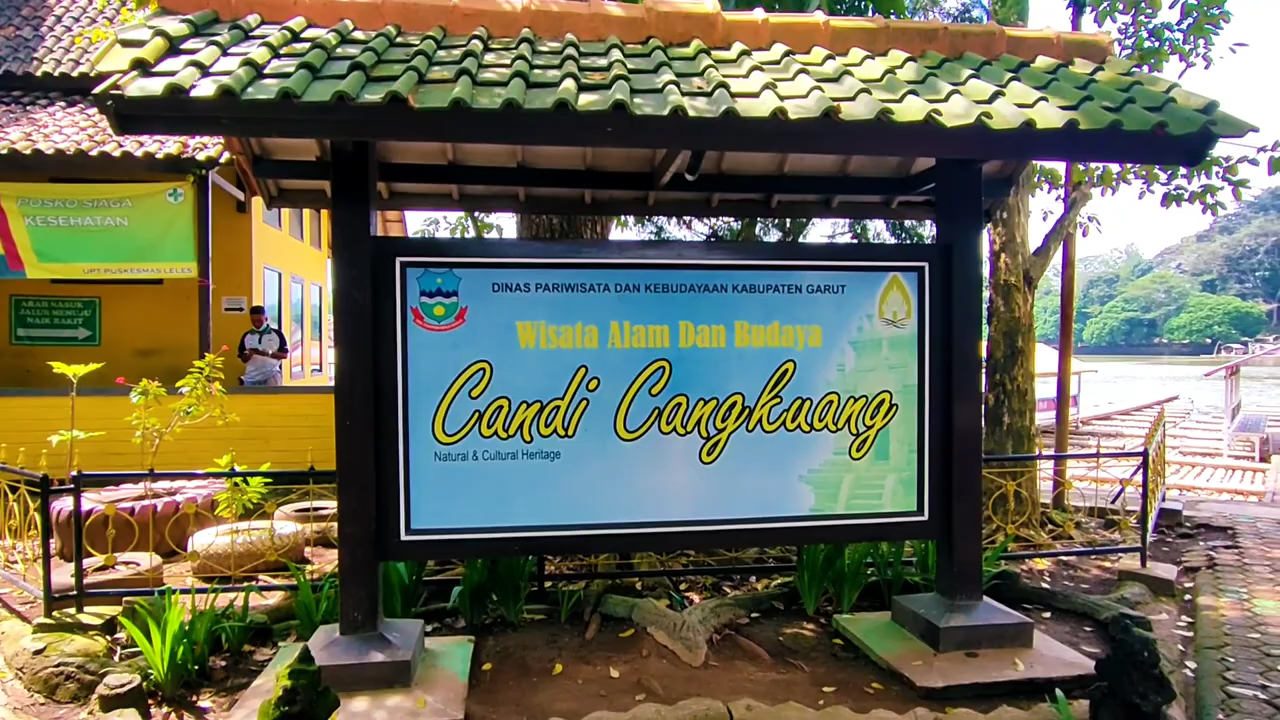 POSKO SIAGA
KESEHATAN
UPT PUSKESMAS LELES
ARAH MASUK
JALUR MENUJU
NAIK RAKIT
DINAS PARIWISATA DAN KEBUDAYAAN KABUPATEN GARUT
Wisata Alam Dan Budaya
Candi Cangkuang
Natural & Cultural Heritage